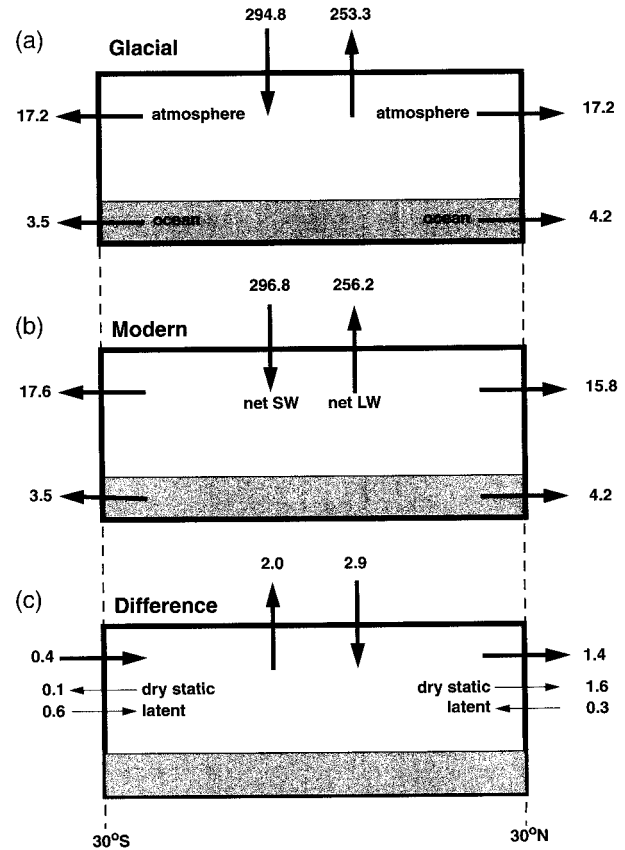 294.8 253.3
(a) Glacial
17.2 atmosphere atmosphere 17.2
3.5 ocean ocean 4.2
296.8 256.2
(b) Modern
17.6 15.8
net SW net LW
3.5 4.2
2.0 2.9
(c) Difference
0.4 1.4
0.1 dry static dry static 1.6
0.6 latent latent 0.3
30°S 30°N